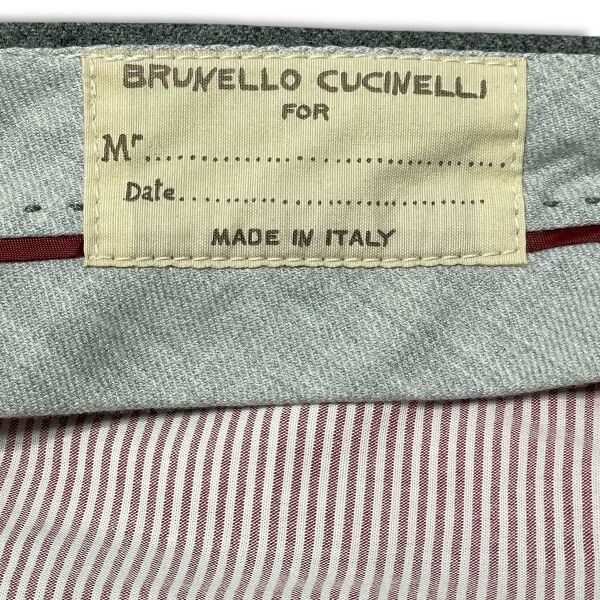 BRUNELLO CUCINELLI
FOR
Mr...............................................
Date.........................................
MADE IN ITALY